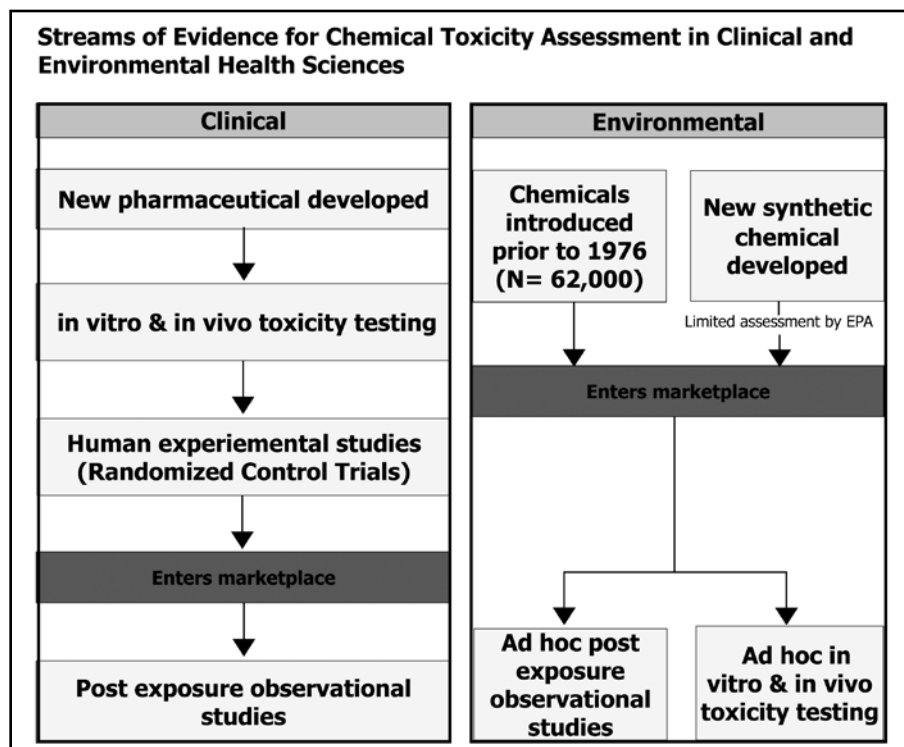 Streams of Evidence for Chemical Toxicity Assessment in Clinical and
Environmental Health Sciences
Clinical
New pharmaceutical developed
in vitro & in vivo toxicity testing
Human experiemental studies
(Randomized Control Trials)
Enters marketplace
Post exposure observational
studies
Environmental
Chemicals
introduced
prior to 1976
(N= 62,000)
New synthetic
chemical
developed
Limited assessment by EPA
Enters marketplace
Ad hoc post
exposure
observational
studies
Ad hoc in
vitro & in vivo
toxicity testing